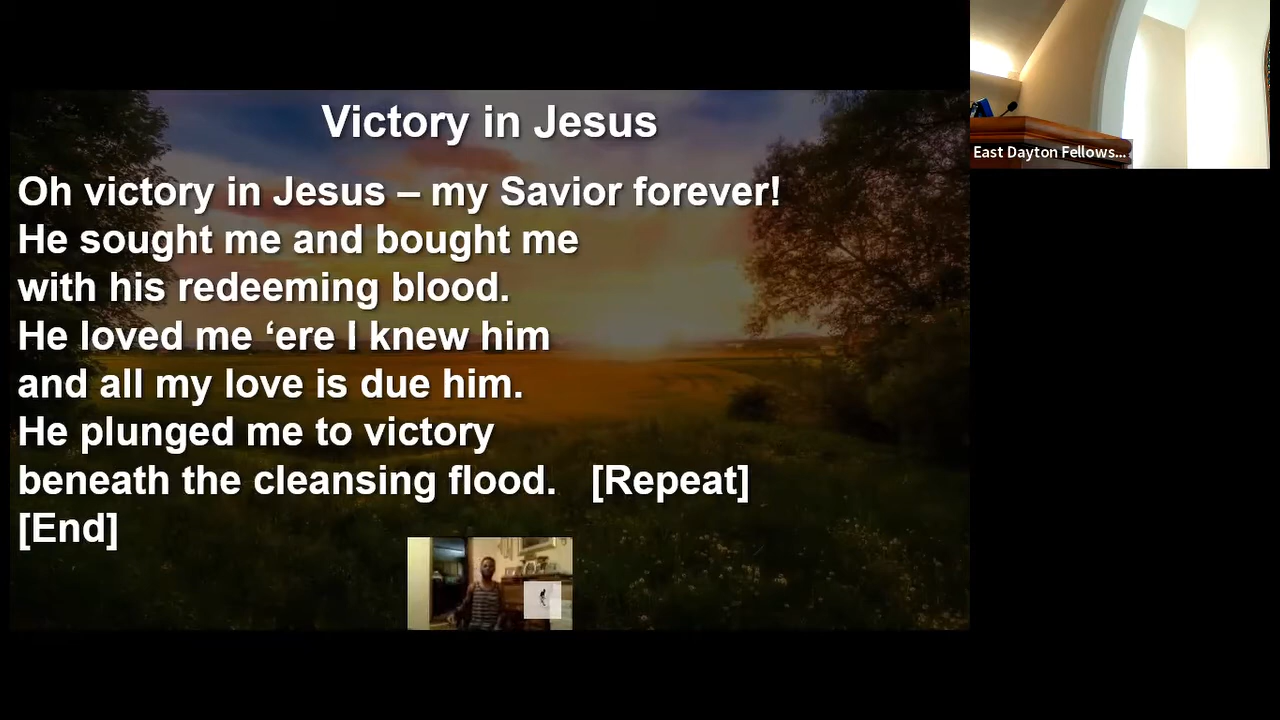 Victory in Jesus
Oh victory in Jesus – my Savior forever!
He sought me and bought me
with his redeeming blood.
He loved me ‘ere I knew him
and all my love is due him.
He plunged me to victory
beneath the cleansing flood. [Repeat]
[End]
East Dayton Fellows...